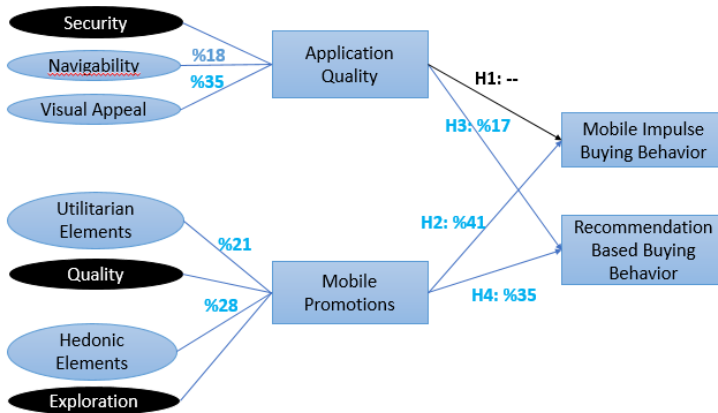 Security
Navigability
%18
%35
Visual Appeal
Application
Quality
H1: --
H3: %17
Mobile Impulse
Buying Behavior
Utilitarian
Elements
%21
Quality
%28
Hedonic
Elements
Exploration
Mobile
Promotions
H2: %41
H4: %35
Recommendation
Based Buying
Behavior